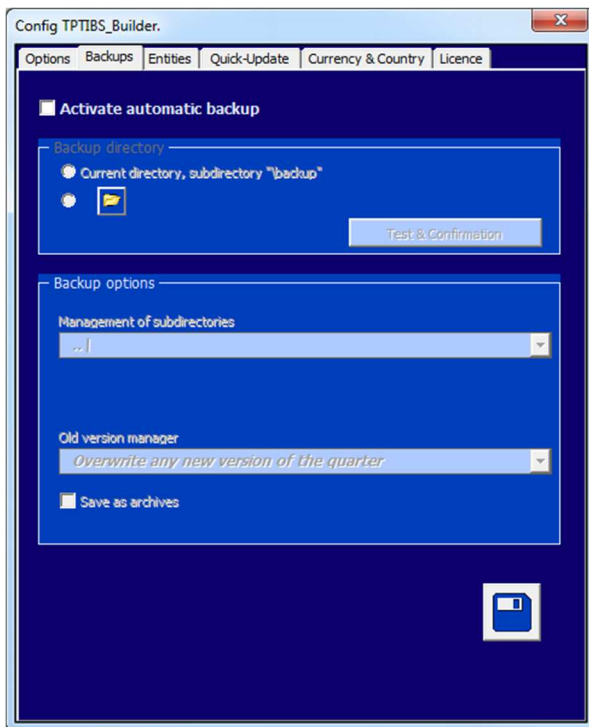 Config TPTIBS_Builder.
Options Backups Entities Quick-Update Currency & Country Licence
Activate automatic backup
Backup directory
Current directory, subdirectory "\backup"
Test & Confirmation
Backup options
Management of subdirectories
.. |
Old version manager
Overwrite any new version of the quarter
Save as archives